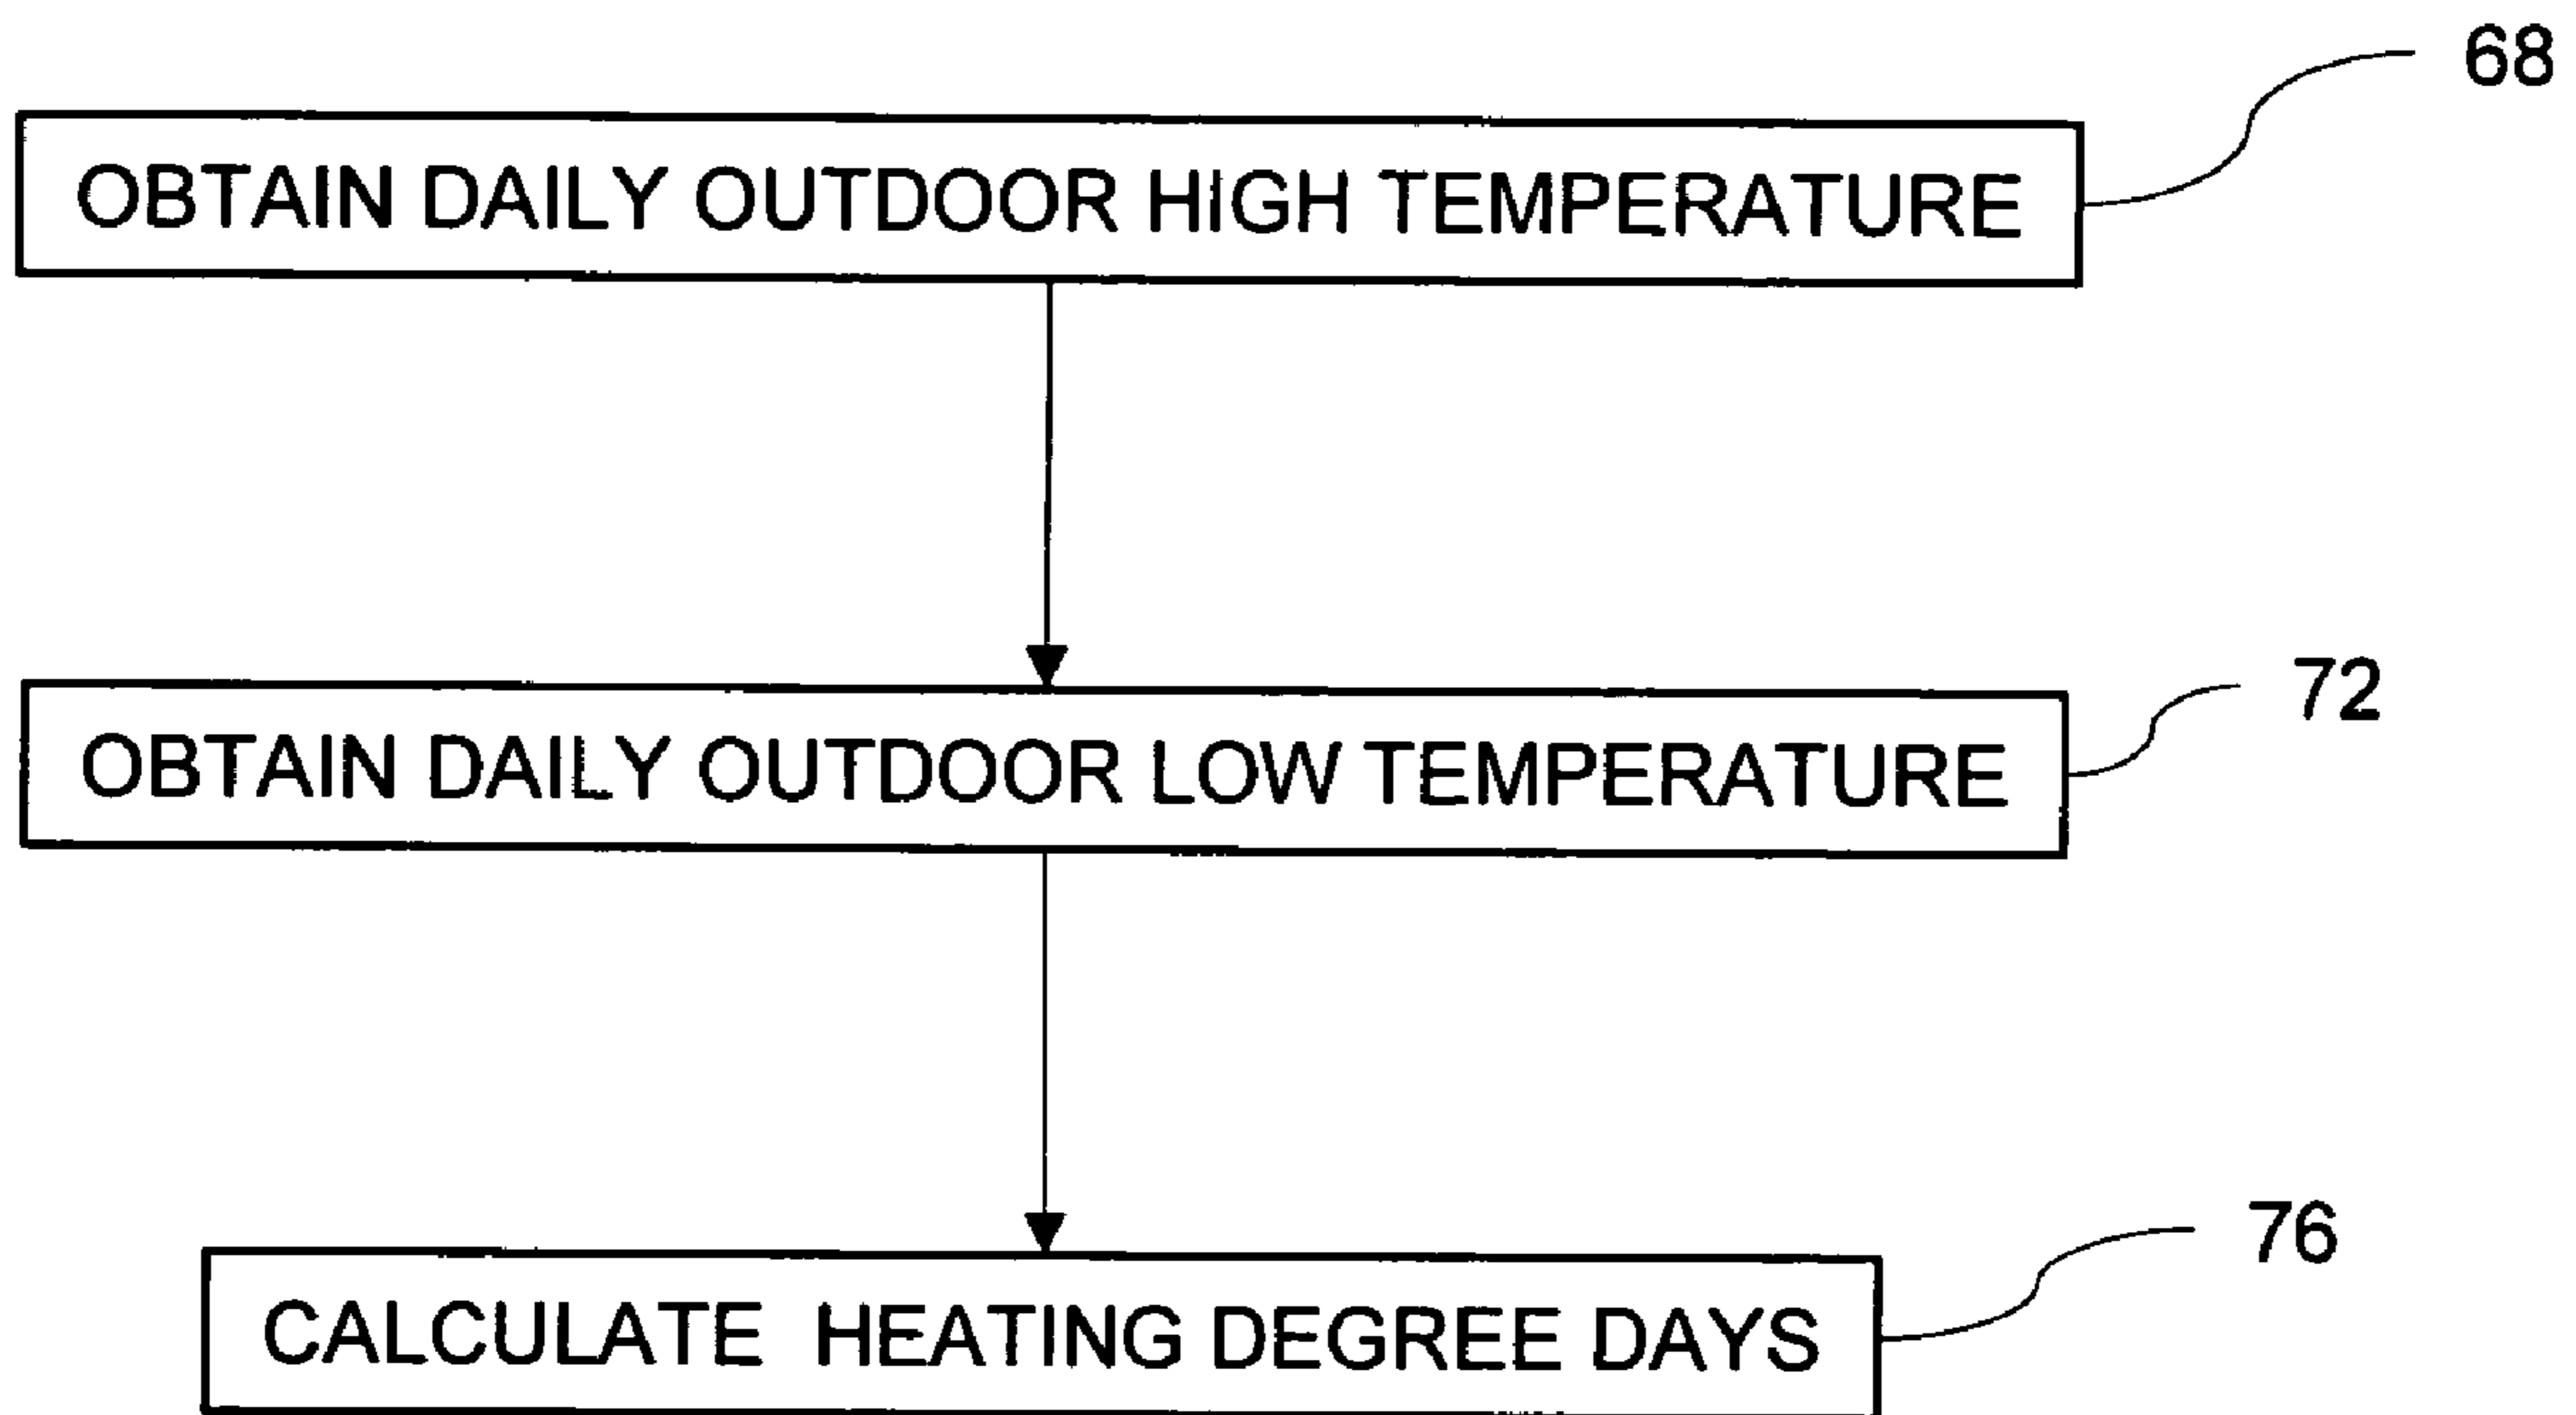 68
OBTAIN DAILY OUTDOOR HIGH TEMPERATURE
72
OBTAIN DAILY OUTDOOR LOW TEMPERATURE
76
CALCULATE HEATING DEGREE DAYS